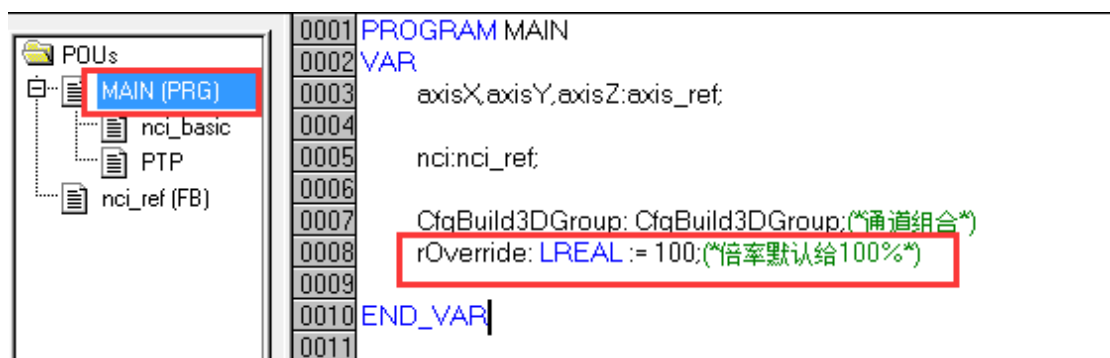 POUs
MAIN (PRG)
nci_basic
PTP
nci_ref (FB)
0001 PROGRAM MAIN
0002 VAR
0003 axisX,axisY,axisZ:axis_ref;
0004
0005 nci:nci_ref;
0006
0007 CfgBuild3DGroup: CfgBuild3DGroup;(*通道组合*)
0008 rOverride: LREAL := 100;(*倍率默认给100%*)
0009
0010 END_VAR
0011